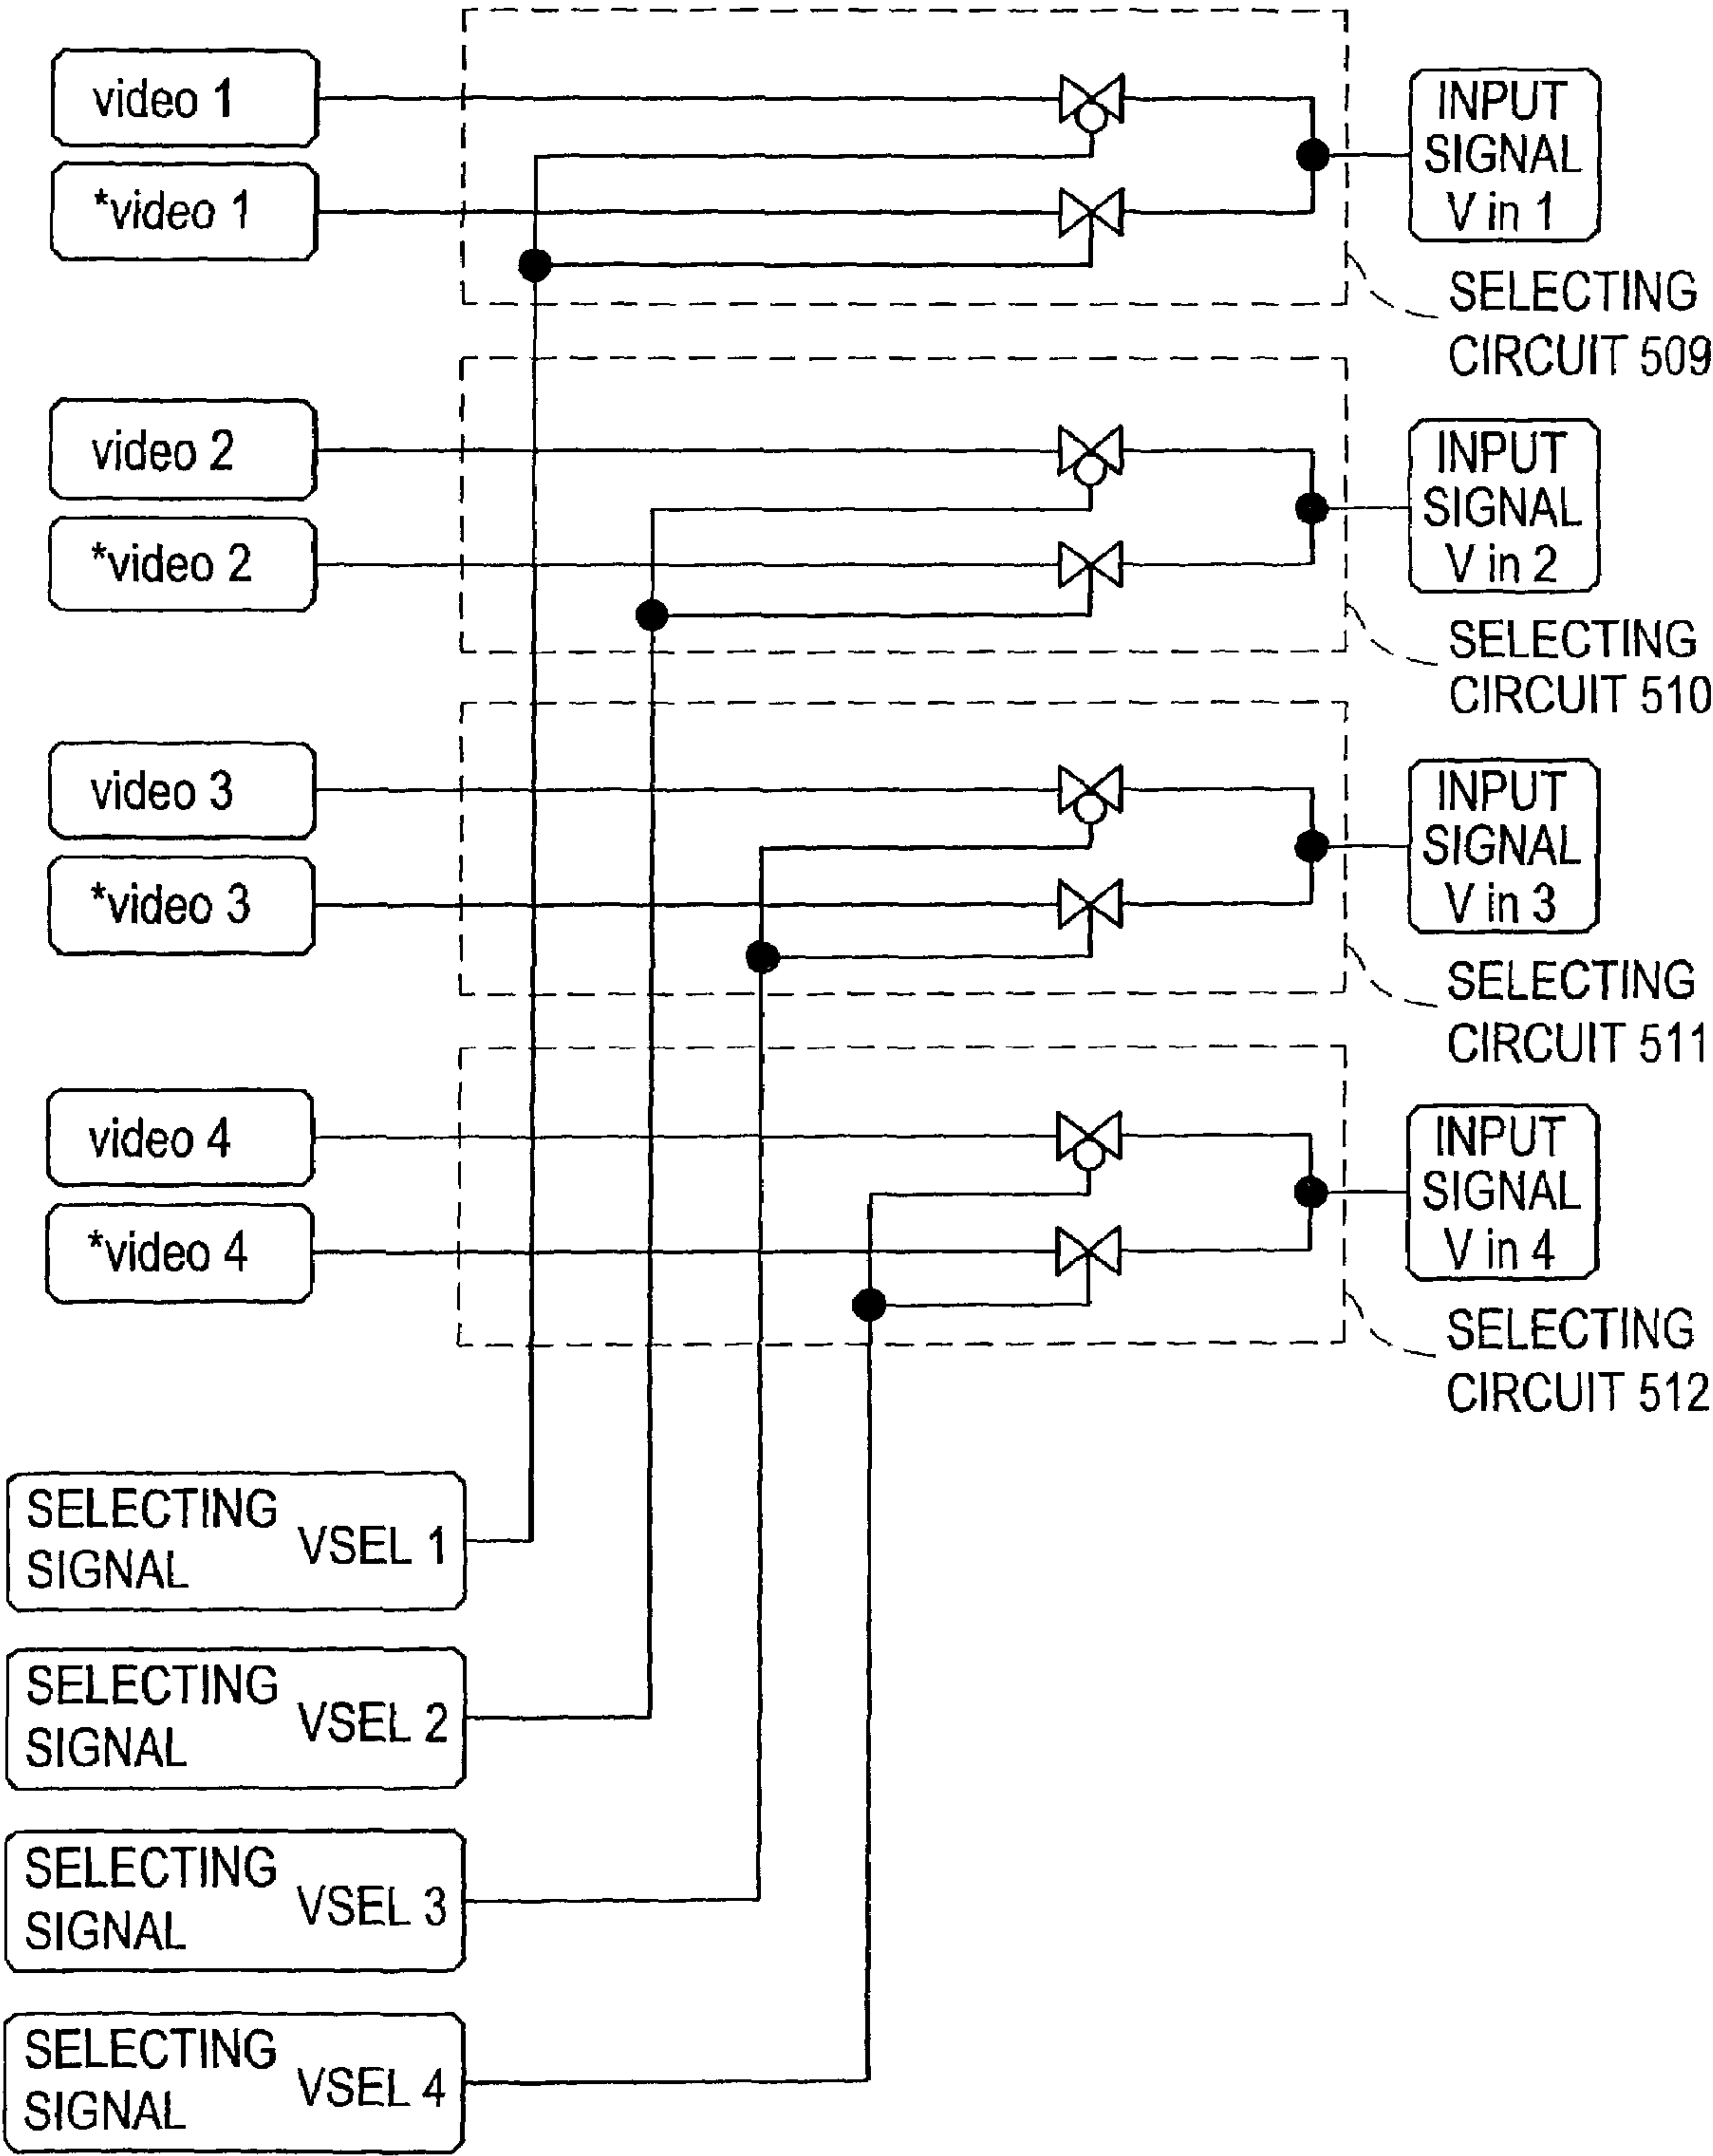 video 1
*video 1
INPUT
SIGNAL
V in 1
SELECTING
CIRCUIT 509
video 2
*video 2
INPUT
SIGNAL
V in 2
SELECTING
CIRCUIT 510
video 3
*video 3
INPUT
SIGNAL
V in 3
SELECTING
CIRCUIT 511
video 4
*video 4
INPUT
SIGNAL
V in 4
SELECTING
CIRCUIT 512
SELECTING
SIGNAL
VSEL 1
SELECTING
SIGNAL
VSEL 2
SELECTING
SIGNAL
VSEL 3
SELECTING
SIGNAL
VSEL 4